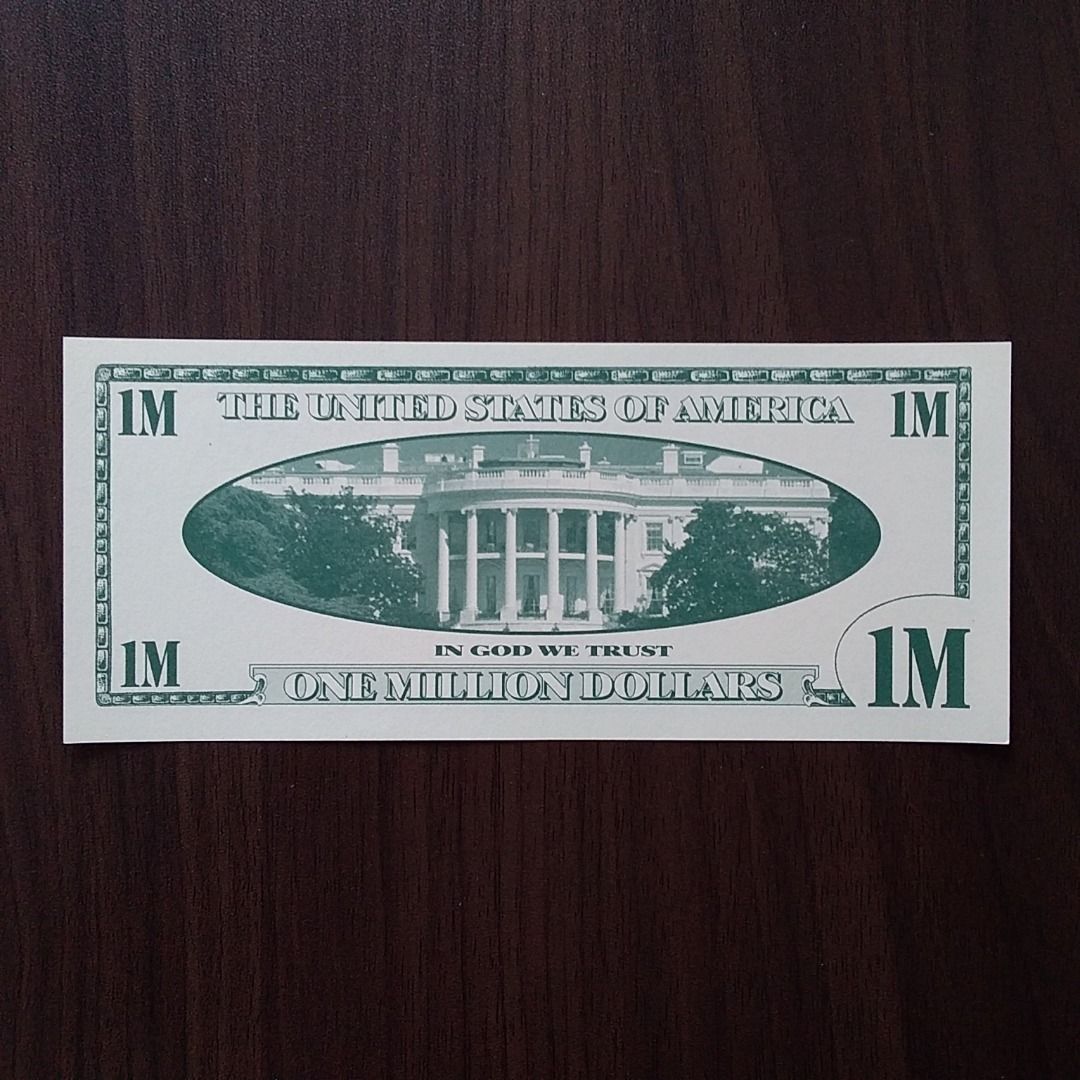 1M THE UNITED STATES OF AMERICA 1M
IN GOD WE TRUST
1M ONE MILLION DOLLARS 1M